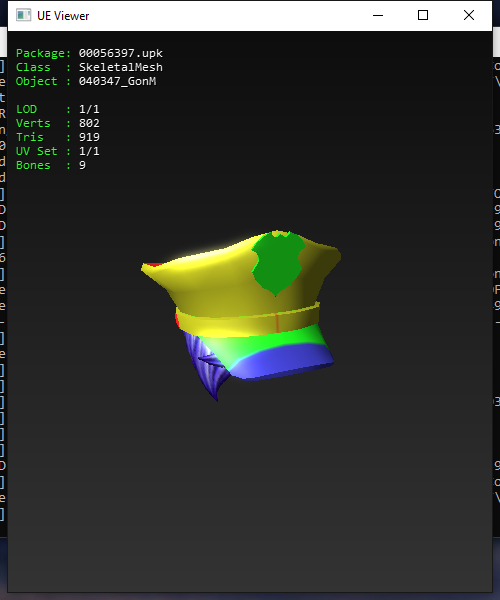 UE Viewer
Package: 00056397.upk
Class  : SkeletalMesh
Object : 040347_GonM
LOD    : 1/1
Verts  : 802
Tris   : 919
UV Set : 1/1
Bones  : 9